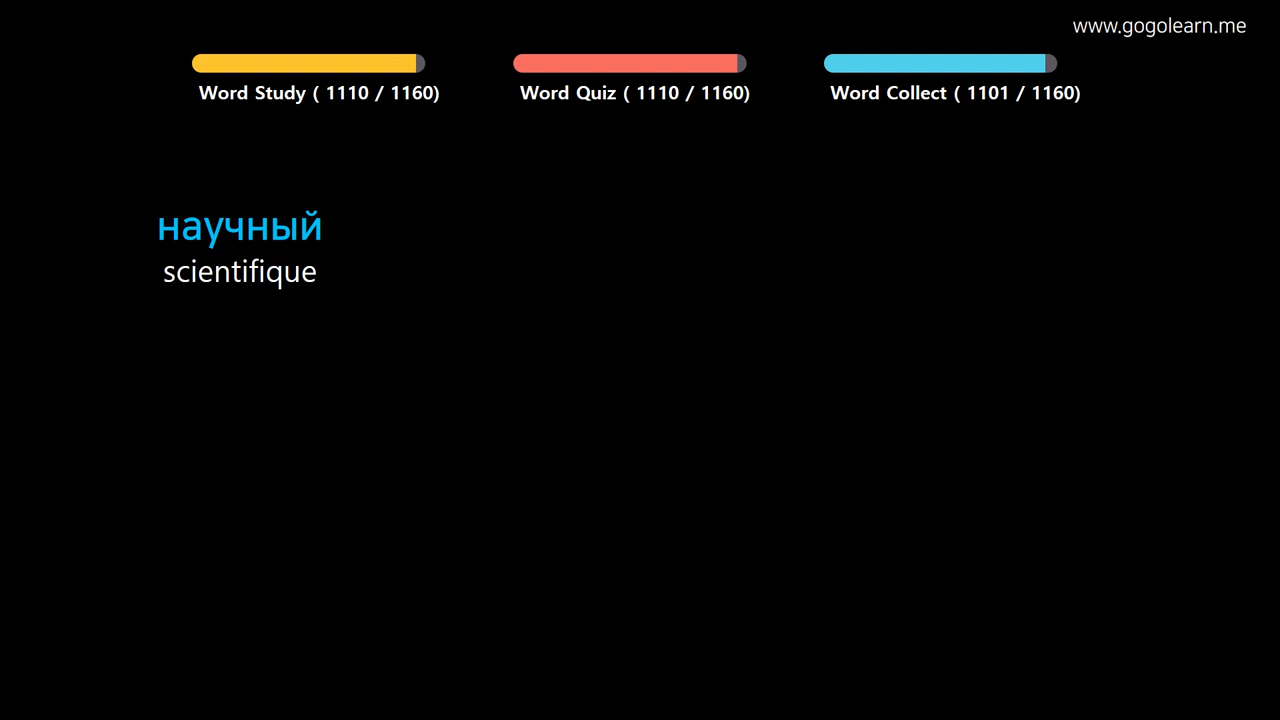 www.gogolearn.me
Word Study ( 1110 / 1160)
Word Quiz ( 1110 / 1160)
Word Collect ( 1101 / 1160)
научный
scientifique